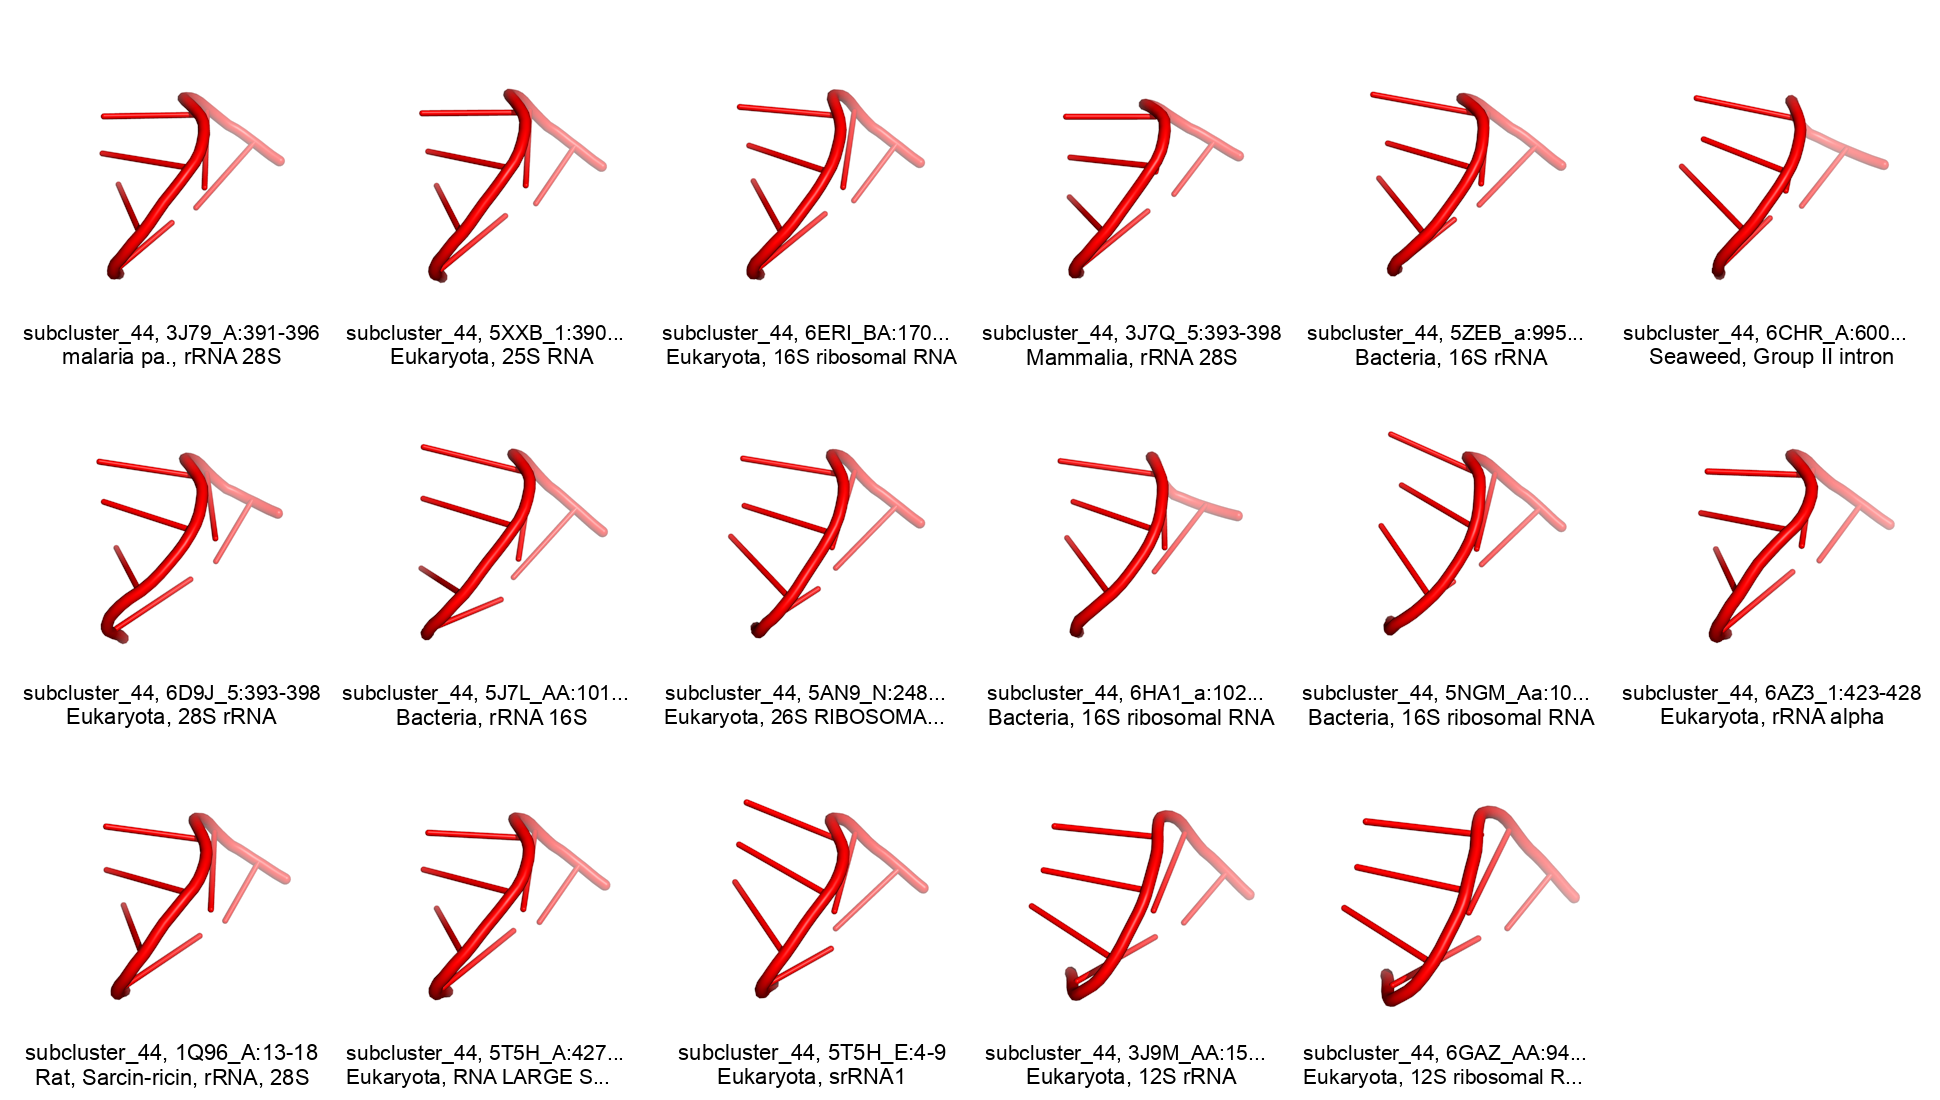 subcluster_44, 3J79_A:391-396
malaria pa., rRNA 28S
subcluster_44, 5XXB_1:390...
Eukaryota, 25S RNA
subcluster_44, 6ERI_BA:170...
Eukaryota, 16S ribosomal RNA
subcluster_44, 3J7Q_5:393-398
Mammalia, rRNA 28S
subcluster_44, 5ZEB_a:995...
Bacteria, 16S rRNA
subcluster_44, 6CHR_A:600...
Seaweed, Group II intron
subcluster_44, 6D9J_5:393-398
Eukaryota, 28S rRNA
subcluster_44, 5J7L_AA:101...
Bacteria, rRNA 16S
subcluster_44, 5AN9_N:248...
Eukaryota, 26S RIBOSOMA...
subcluster_44, 6HA1_a:102...
Bacteria, 16S ribosomal RNA
subcluster_44, 5NGM_Aa:10...
Bacteria, 16S ribosomal RNA
subcluster_44, 6AZ3_1:423-428
Eukaryota, rRNA alpha
subcluster_44, 1Q96_A:13-18
Rat, Sarcin-ricin, rRNA, 28S
subcluster_44, 5T5H_A:427...
Eukaryota, RNA LARGE S...
subcluster_44, 5T5H_E:4-9
Eukaryota, srRNA1
subcluster_44, 3J9M_AA:15...
Eukaryota, 12S rRNA
subcluster_44, 6GAZ_AA:94...
Eukaryota, 12S ribosomal R...